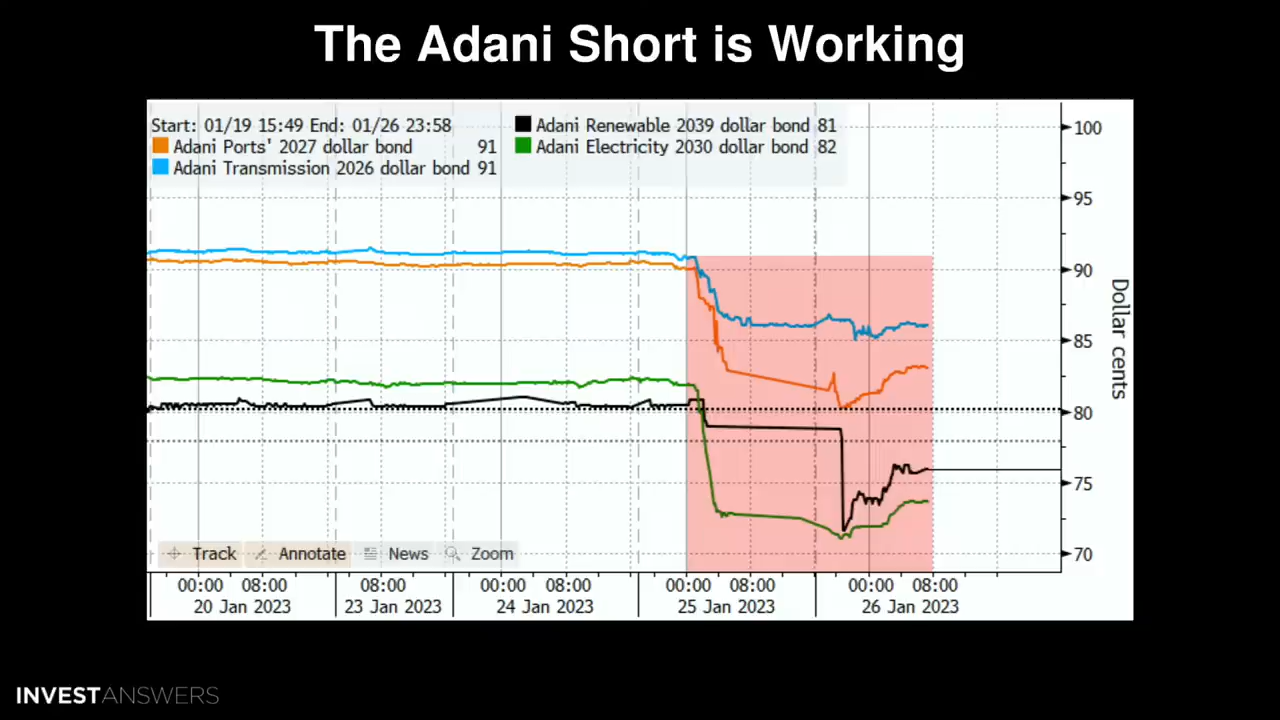 The Adani Short is Working
Start: 01/19 15:49 End: 01/26 23:58
Adani Ports' 2027 dollar bond 91
Adani Transmission 2026 dollar bond 91
Adani Renewable 2039 dollar bond 81
Adani Electricity 2030 dollar bond 82
100
95
90
85
80
75
70
Dollar cents
Track Annotate News Zoom
00:00 08:00 08:00 00:00 08:00 00:00 08:00 00:00 08:00
20 Jan 2023 23 Jan 2023 24 Jan 2023 25 Jan 2023 26 Jan 2023
INVESTANSWERS